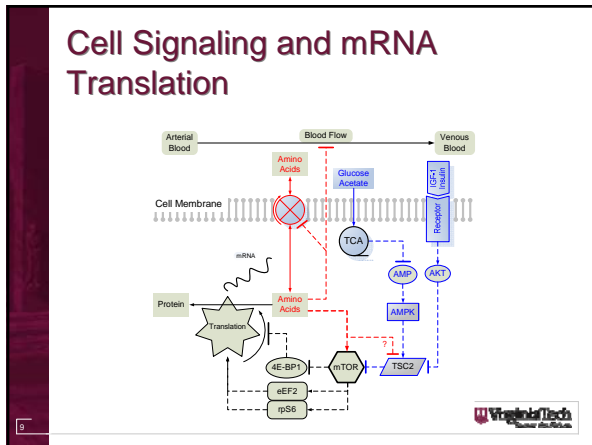 Cell Signaling and mRNA
Translation
Arterial
Blood
Blood Flow
Venous
Blood
Amino
Acids
Glucose
Acetate
IGF-1
Insulin
Cell Membrane
Receptor
TCA
mRNA
AMP
AKT
Protein
Amino
Acids
AMPK
Translation
?
4E-BP1
mTOR
TSC2
eEF2
rpS6
9
VirginiaTech